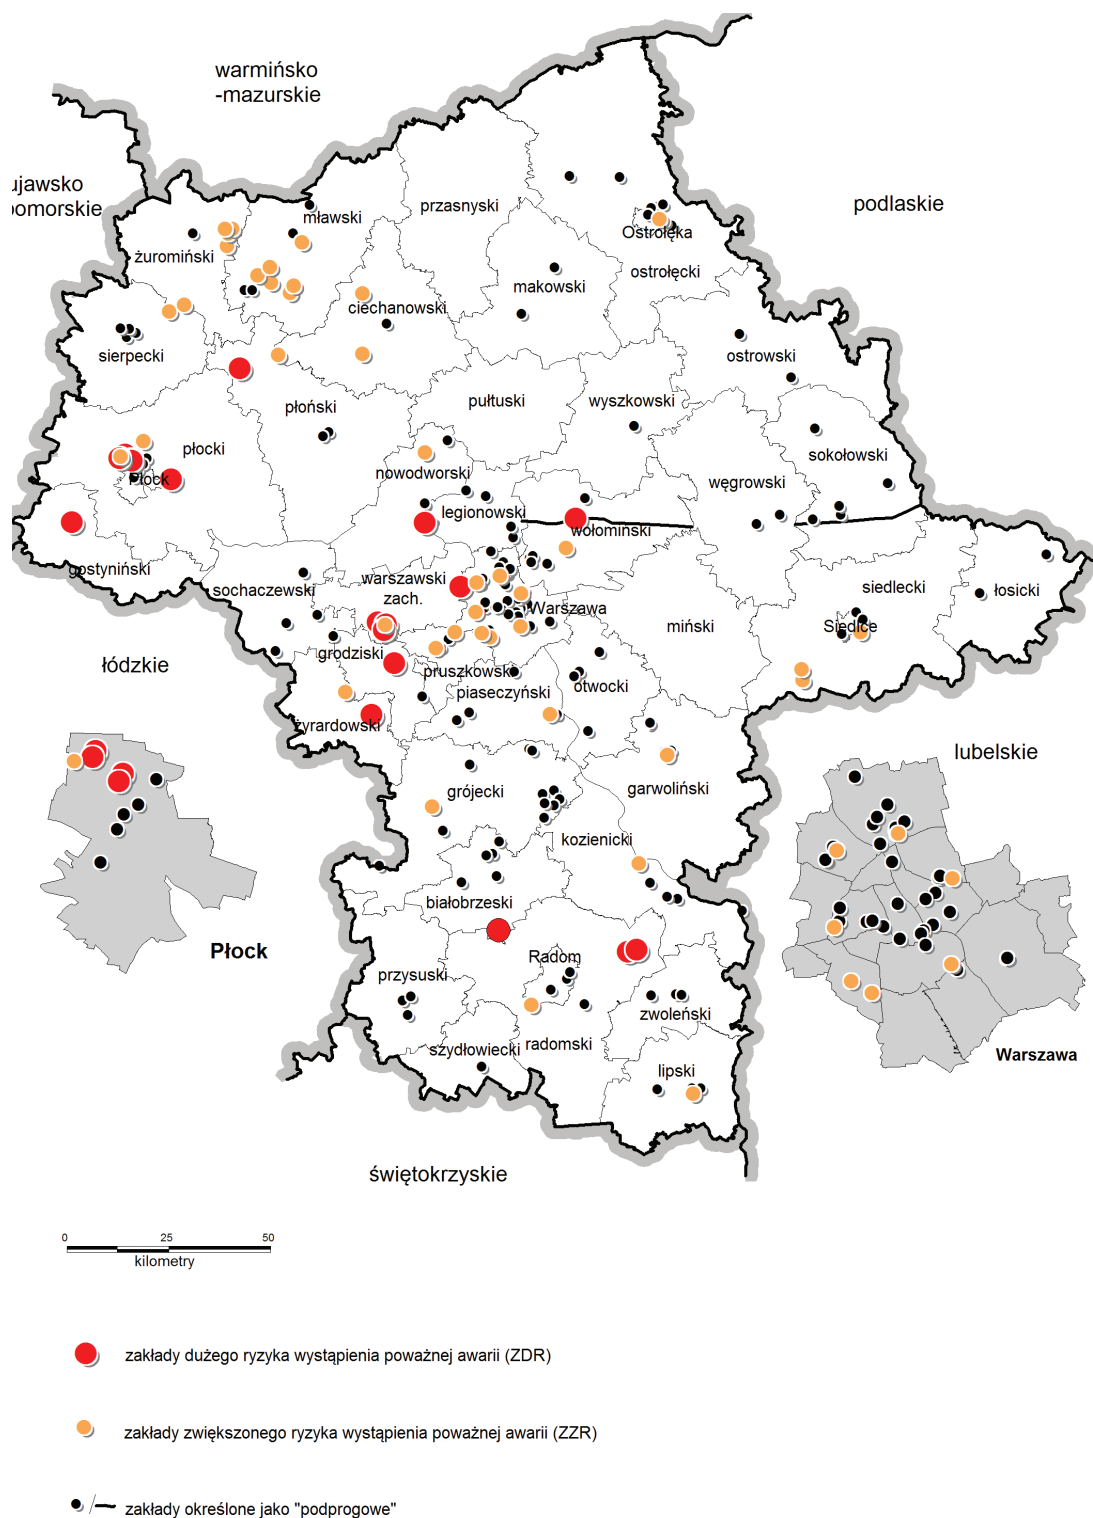 warmińsko
-mazurskie
ujawsko
pomorskie
podlaskie
mławski
przasnyski
żuromiński
Ostrołęka
ostrołęcki
makowski
ciechanowski
sierpecki
ostrowski
płoński
pułtuski
wyszkowski
płocki
sokołowski
nowodworski
węgrowski
Płock
legionowski
wołomiński
gostyniński
sochaczewski
warszawski
zach.
siedlecki
łosicki
Warszawa
miński
Siedlce
łódzkie
grodziski
pruszkowski
piaseczyński
otwocki
żyrardowski
lubelskie
grójecki
garwoliński
kozienicki
białobrzeski
Płock
Radom
przysuski
zwoleński
szydłowiecki
radomski
Warszawa
lipski
świętokrzyskie
0 25 50
kilometry
zakłady dużego ryzyka wystąpienia poważnej awarii (ZDR)
zakłady zwiększonego ryzyka wystąpienia poważnej awarii (ZZR)
zakłady określone jako "podprogowe"